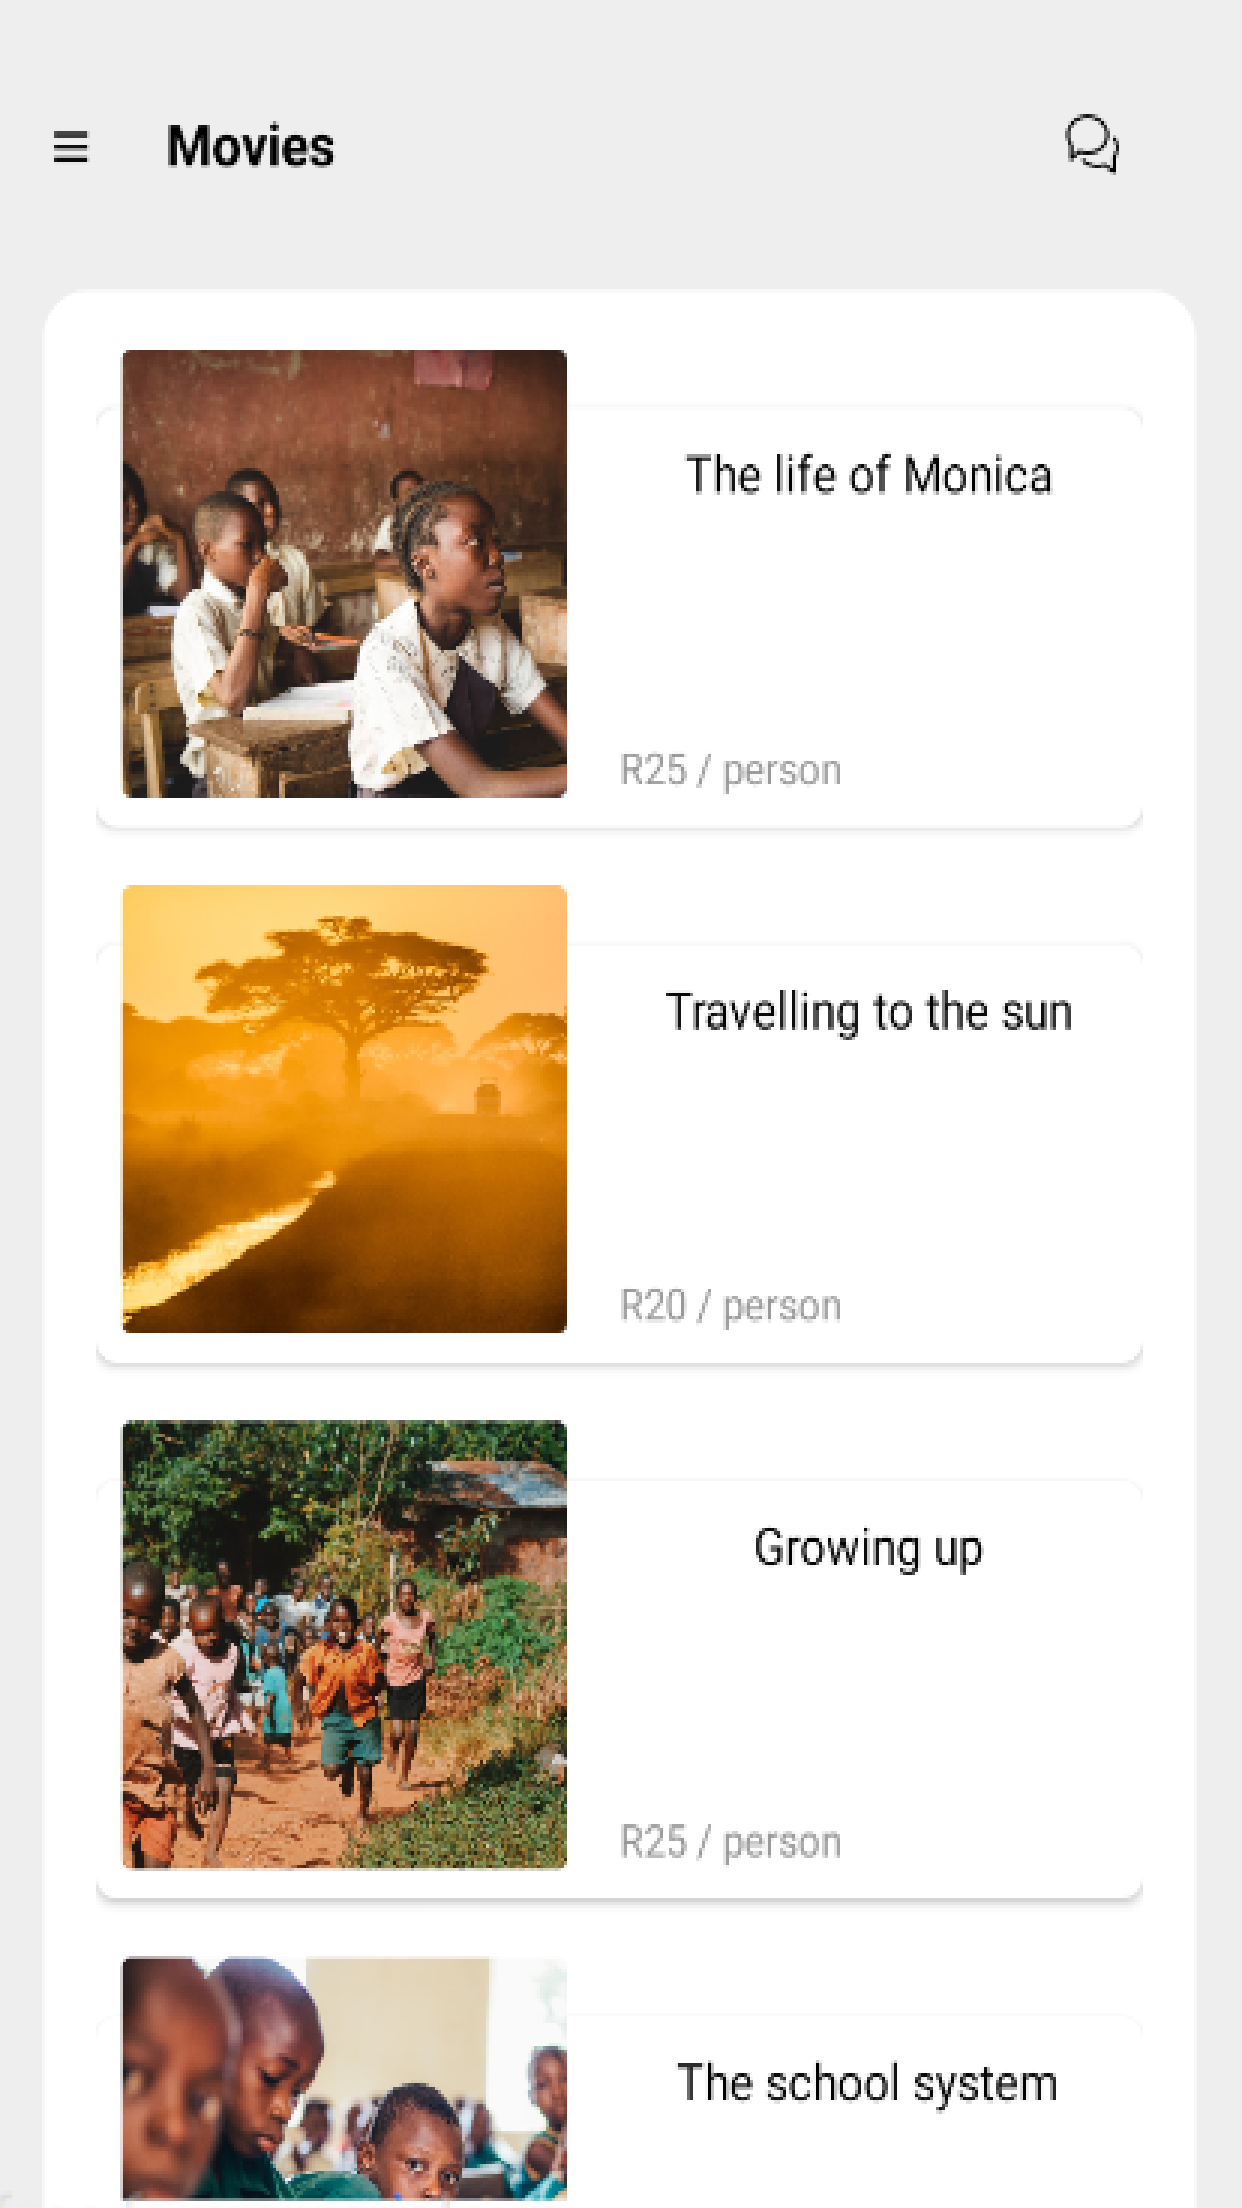 Movies
The life of Monica
R25 / person
Travelling to the sun
R20 / person
Growing up
R25 / person
The school system